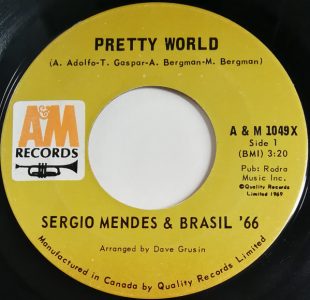 PRETTY WORLD
(A. Adolfo-T. Gaspar-A. Bergman-M. Bergman)
A&M
RECORDS
A & M 1049X
Side 1
(BMI) 3:20
Pub: Rodra
Music Inc.
©Quality Records
Limited 1969
SERGIO MENDES & BRASIL '66
Arranged by Dave Grusin
Manufactured in Canada by Quality Records Limited